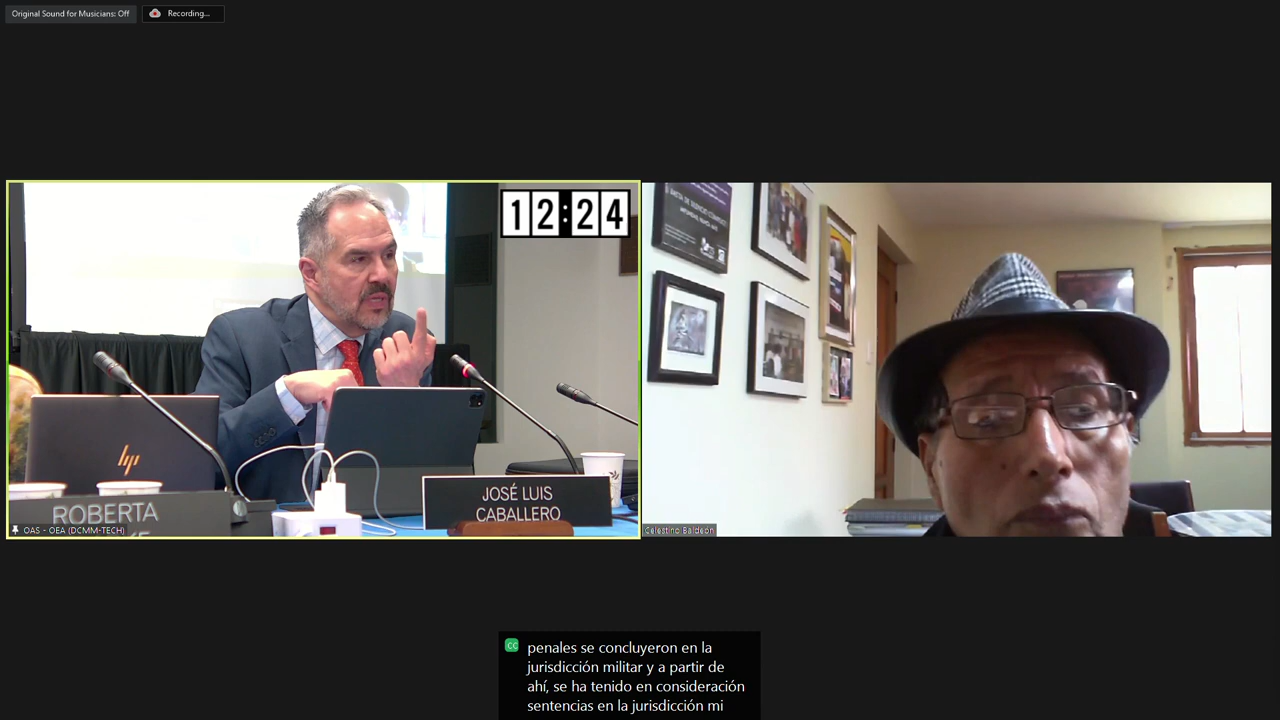 Original Sound for Musicians: Off
Recording...
12:24
hp
ROBERTA
JOSÉ LUIS
CABALLERO
OAS - OEA (DCMM-TECH)
Celestino Baldeon
CC
penales se concluyeron en la
jurisdicción militar y a partir de
ahí, se ha tenido en consideración
sentencias en la jurisdicción mi